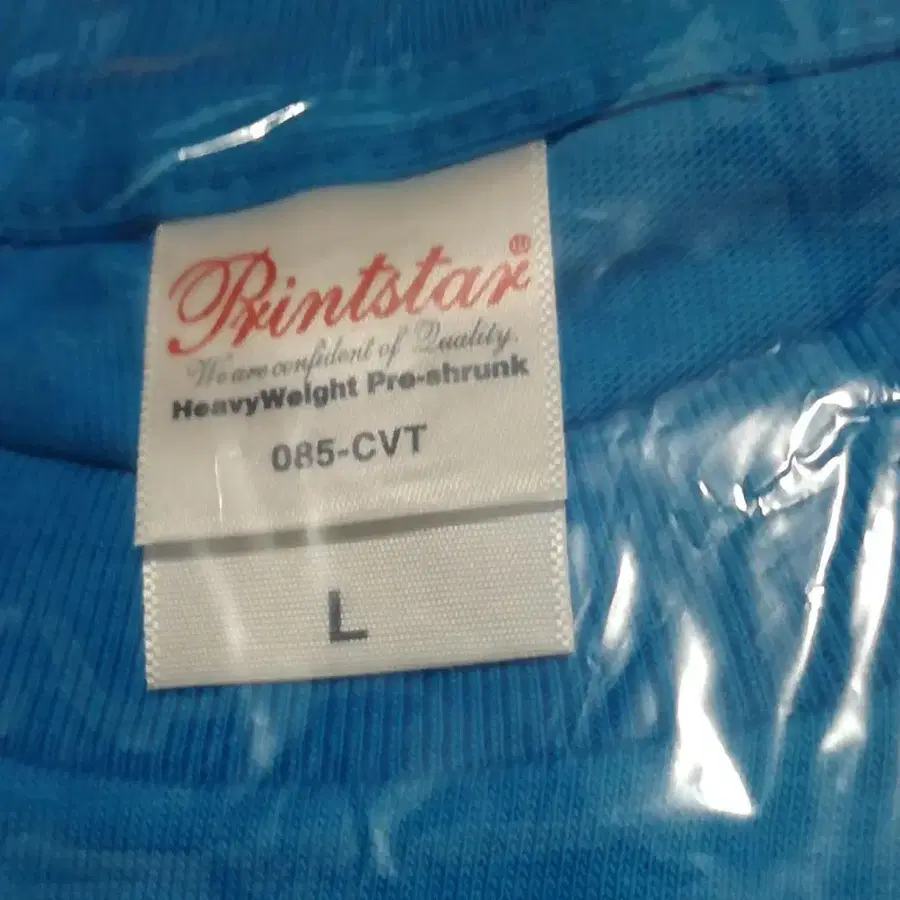 Printstar®
We are confident of Quality.
HeavyWeight Pre-shrunk
085-CVT
L